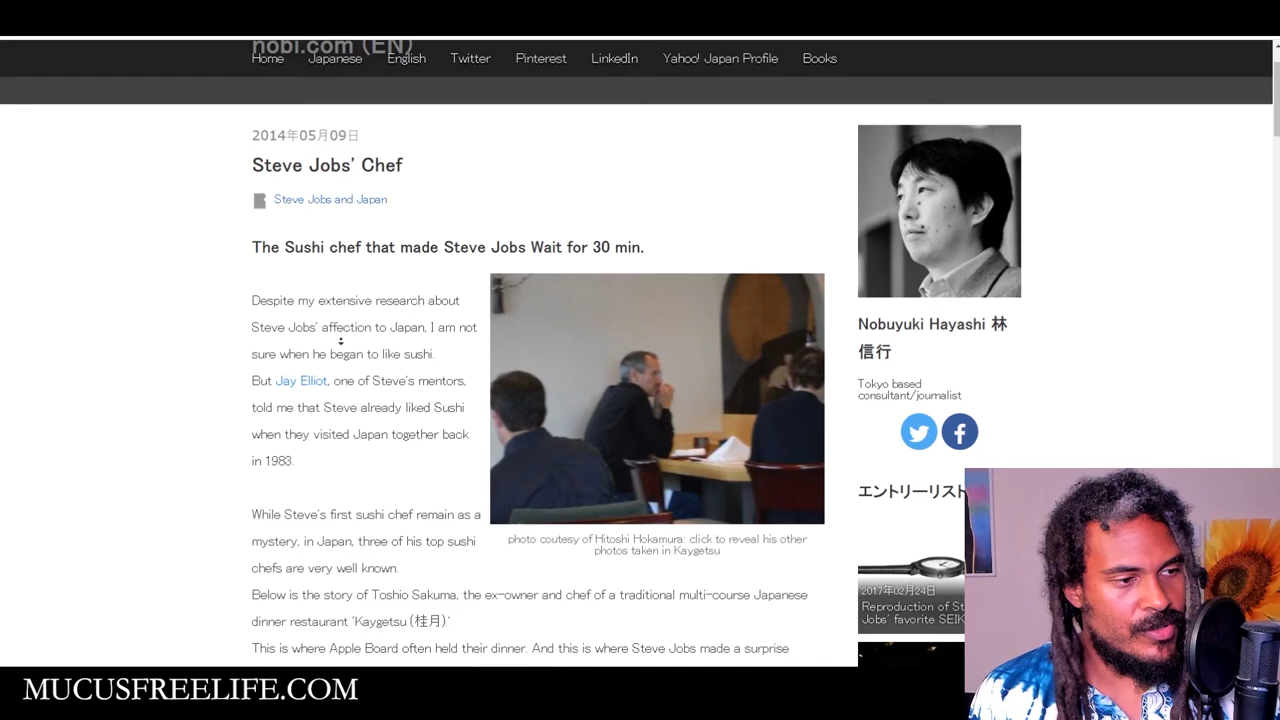 nobi.com (EN)
Home Japanese English Twitter Pinterest LinkedIn Yahoo! Japan Profile Books
2014年05月09日
Steve Jobs' Chef
Steve Jobs and Japan
The Sushi chef that made Steve Jobs Wait for 30 min.
Despite my extensive research about
Steve Jobs' affection to Japan, I am not
sure when he began to like sushi.
But Jay Elliot, one of Steve's mentors,
told me that Steve already liked Sushi
when they visited Japan together back
in 1983.
While Steve's first sushi chef remain as a
mystery, in Japan, three of his top sushi
chefs are very well known.
photo coutesy of Hitoshi Hokamura: click to reveal his other
photos taken in Kaygetsu
Below is the story of Toshio Sakuma, the ex-owner and chef of a traditional multi-course Japanese
dinner restaurant 'Kaygetsu (桂月).'
This is where Apple Board often held their dinner. And this is where Steve Jobs made a surprise
Nobuyuki Hayashi 林
信行
Tokyo based
consultant/journalist
エントリーリスト
2017年02月24日
Reproduction of St
Jobs' favorite SEIK
MUCUSFREELIFE.COM